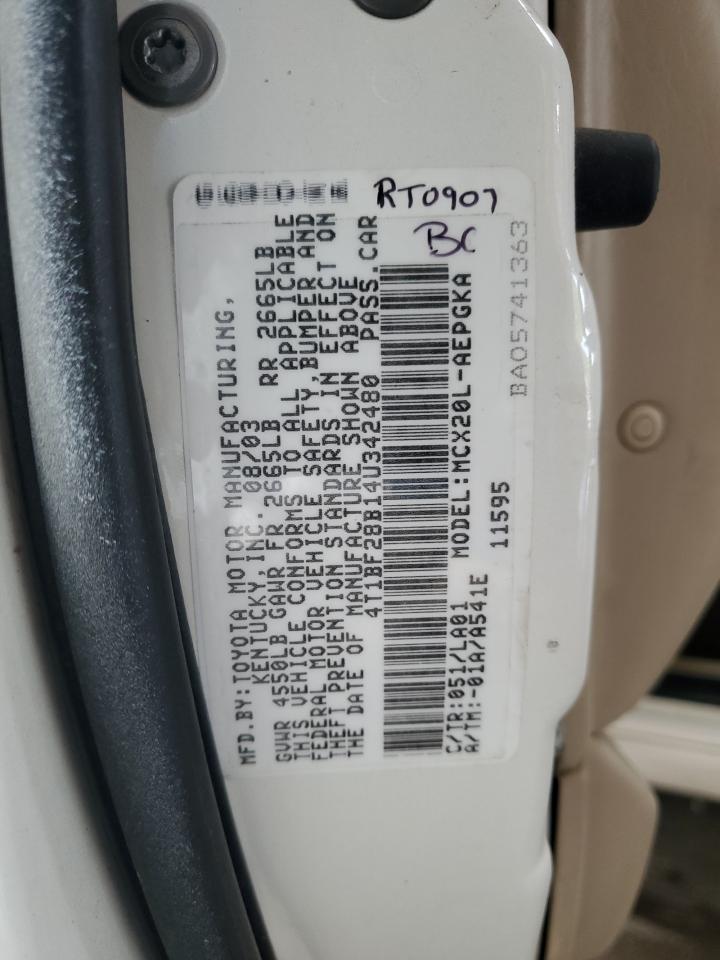 RT0907
BC
MFD.BY:TOYOTA MOTOR MANUFACTURING,
KENTUCKY,INC. 08/03
GVWR 4550LB GAWR FR 2665LB RR 2665LB
THIS VEHICLE CONFORMS TO ALL APPLICABLE
FEDERAL MOTOR VEHICLE SAFETY,BUMPER AND
THEFT PREVENTION STANDARDS IN EFFECT ON
THE DATE OF MANUFACTURE SHOWN ABOVE
4T1BF28B14U342480 PASS.CAR
C/TR:051/LA01 MODEL:MCX20L-AEPGKA
A/TM:-01A/A541E 11595
BA05741363